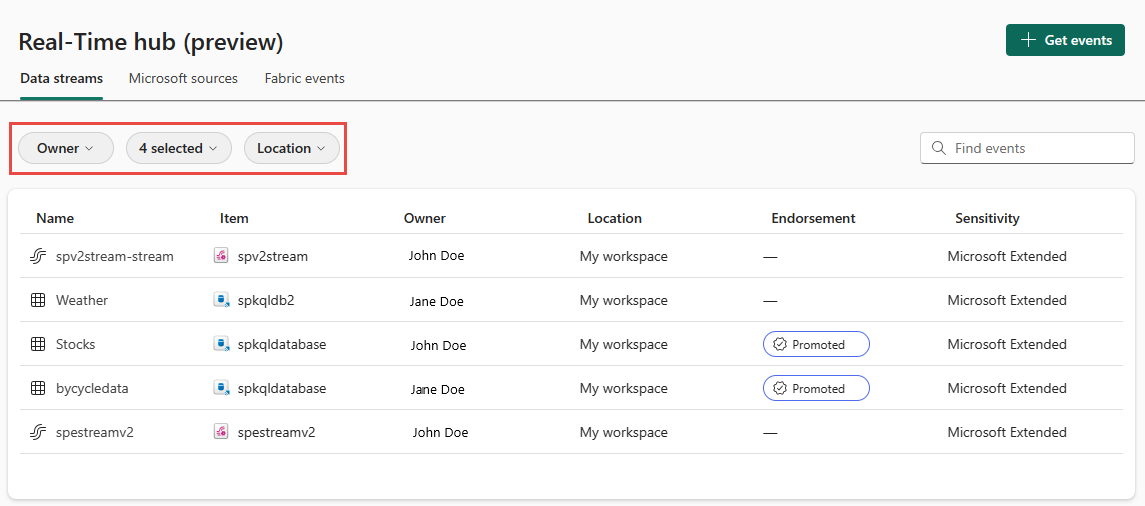 Real-Time hub (preview)
Get events
Data streams Microsoft sources Fabric events
Owner 4 selected Location Find events
Name Item Owner Location Endorsement Sensitivity
spv2stream-stream spv2stream John Doe My workspace — Microsoft Extended
Weather spkqldb2 Jane Doe My workspace — Microsoft Extended
Stocks spkqldatabase John Doe My workspace Promoted Microsoft Extended
bycycledata spkqldatabase Jane Doe My workspace Promoted Microsoft Extended
spestreamv2 spestreamv2 John Doe My workspace — Microsoft Extended